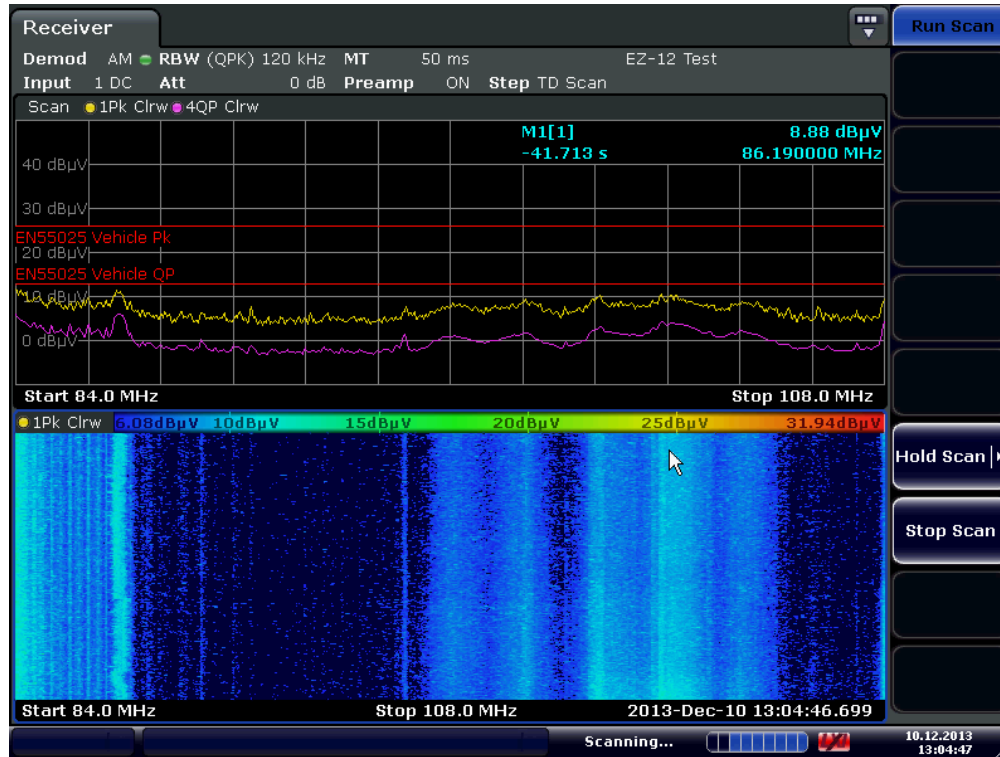 Receiver
Run Scan
Demod AM RBW (QPK) 120 kHz MT 50 ms EZ-12 Test
Input 1 DC Att 0 dB Preamp ON Step TD Scan
Scan 1Pk Clrw 4QP Clrw
M1[1] 8.88 dBµV
-41.713 s 86.190000 MHz
40 dBµV
30 dBµV
EN55025 Vehicle Pk
20 dBµV
EN55025 Vehicle QP
10 dBµV
0 dBµV
Start 84.0 MHz Stop 108.0 MHz
1Pk Clrw 6.08dBµV 10dBµV 15dBµV 20dBµV 25dBµV 31.94dBµV
Hold Scan
Stop Scan
Start 84.0 MHz Stop 108.0 MHz 2013-Dec-10 13:04:46.699
Scanning... 10.12.2013
13:04:47